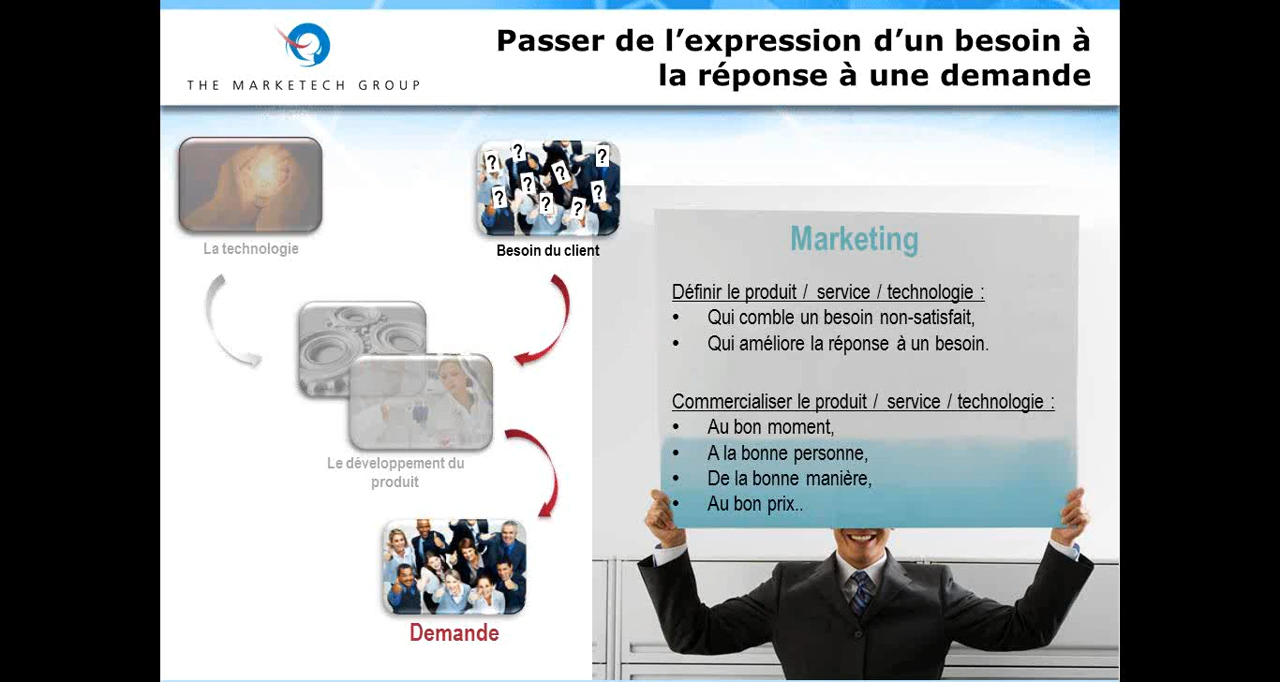 THE MARKETECH GROUP
Passer de l’expression d’un besoin à
la réponse à une demande
? ? ? ? ? ? ? ? ? ?
La technologie
Besoin du client
Le développement du
produit
Demande
Marketing
Définir le produit / service / technologie :
• Qui comble un besoin non-satisfait,
• Qui améliore la réponse à un besoin.
Commercialiser le produit / service / technologie :
• Au bon moment,
• A la bonne personne,
• De la bonne manière,
• Au bon prix..